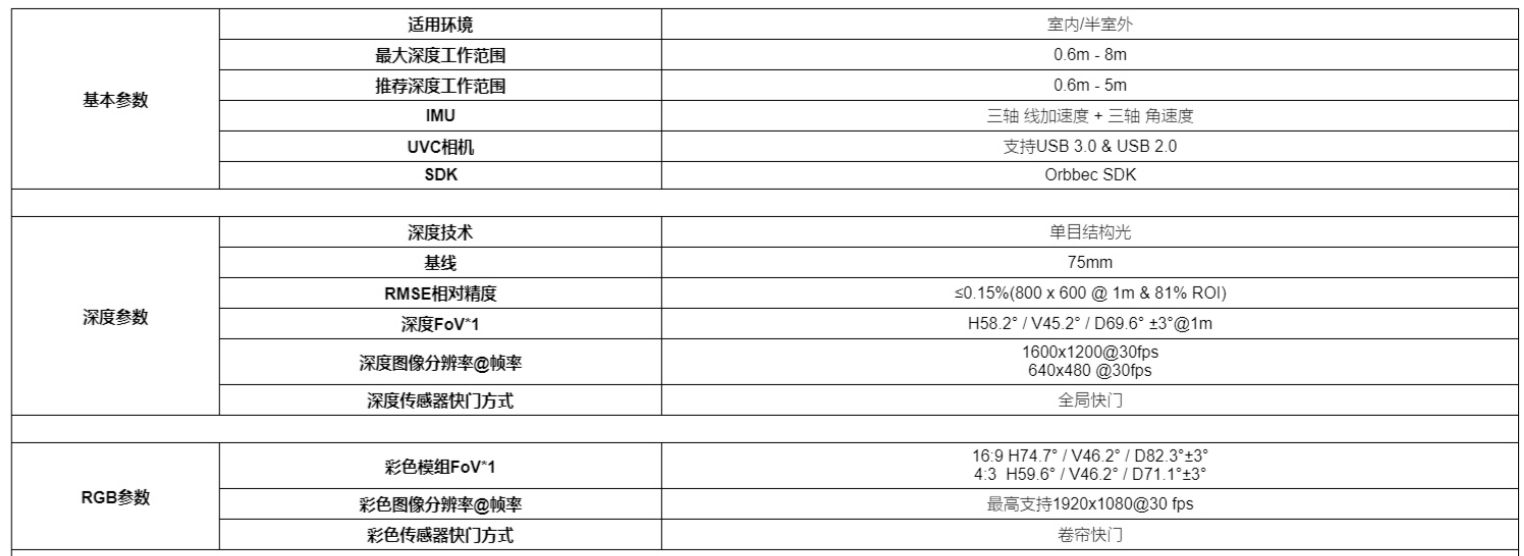 基本参数
适用环境 室内/半室外
最大深度工作范围 0.6m - 8m
推荐深度工作范围 0.6m - 5m
IMU 三轴 线加速度 + 三轴 角速度
UVC相机 支持USB 3.0 & USB 2.0
SDK Orbbec SDK
深度参数
深度技术 单目结构光
基线 75mm
RMSE相对精度 ≤0.15%(800 x 600 @ 1m & 81% ROI)
深度FoV*1 H58.2° / V45.2° / D69.6° ±3°@1m
深度图像分辨率@帧率 1600x1200@30fps
640x480 @30fps
深度传感器快门方式 全局快门
RGB参数
彩色模组FoV*1 16:9 H74.7° / V46.2° / D82.3°±3°
4:3 H59.6° / V46.2° / D71.1°±3°
彩色图像分辨率@帧率 最高支持1920x1080@30 fps
彩色传感器快门方式 卷帘快门